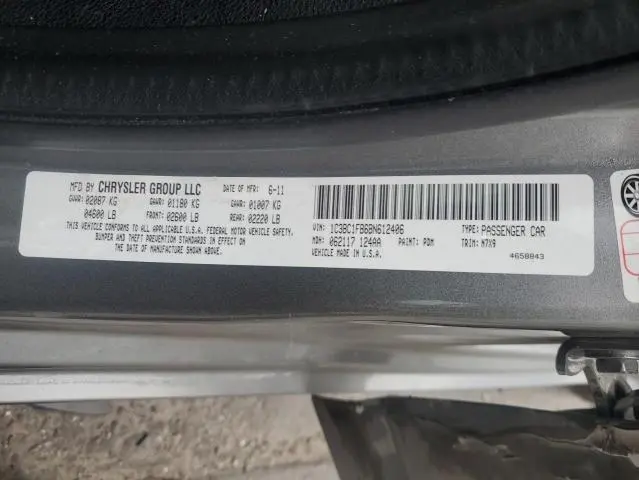 MFD BY CHRYSLER GROUP LLC DATE OF MFR: 6-11
GVWR: 02087 KG GAWR: 01180 KG GAWR: 01007 KG
04600 LB FRONT: 02600 LB REAR: 02220 LB
THIS VEHICLE CONFORMS TO ALL U.S.A. FEDERAL MOTOR VEHICLE SAFETY,
BUMPER AND THEFT PREVENTION STANDARDS IN EFFECT ON
THE DATE OF MANUFACTURE SHOWN ABOVE.
VIN: 1C3BC1FB6BN612406 TYPE: PASSENGER CAR
MDH: 062117 124AA PAINT: PDM TRIM: N7X9
VEHICLE MADE IN U.S.A. 4658843